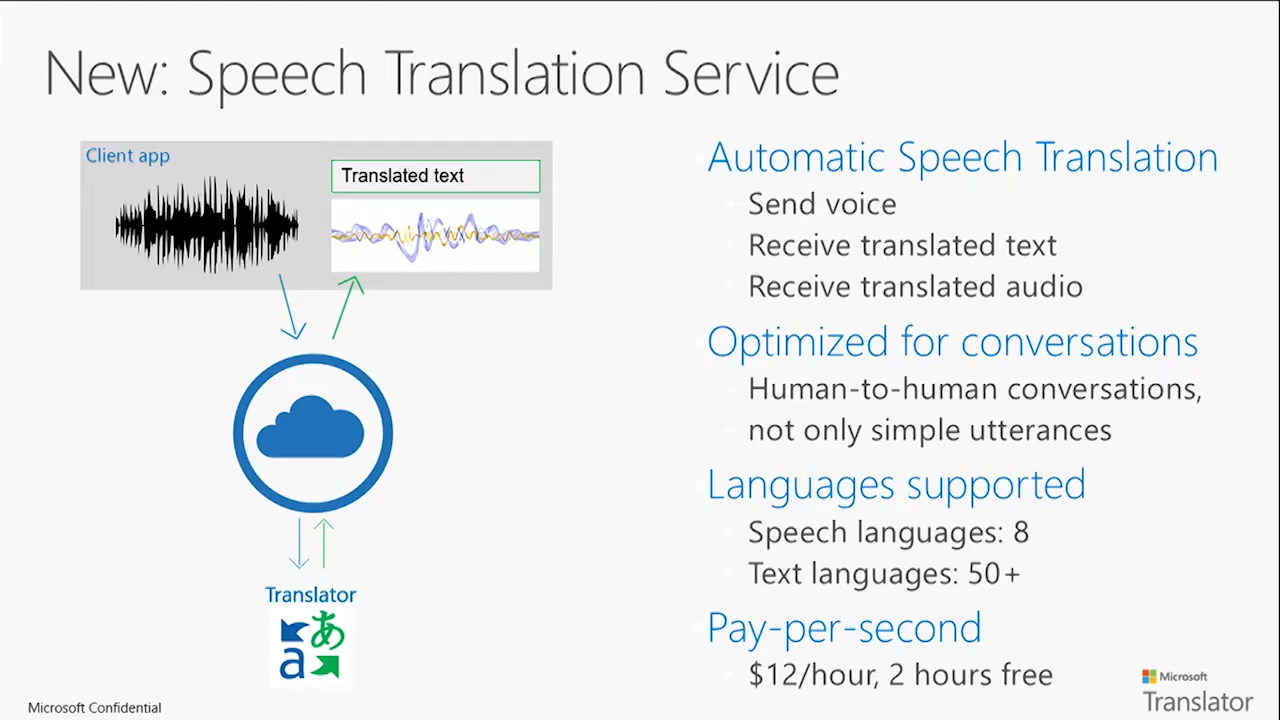 New: Speech Translation Service
Client app
Translated text
Translator
あ
a
Automatic Speech Translation
Send voice
Receive translated text
Receive translated audio
Optimized for conversations
Human-to-human conversations,
not only simple utterances
Languages supported
Speech languages: 8
Text languages: 50+
Pay-per-second
$12/hour, 2 hours free
Microsoft Confidential
Microsoft
Translator